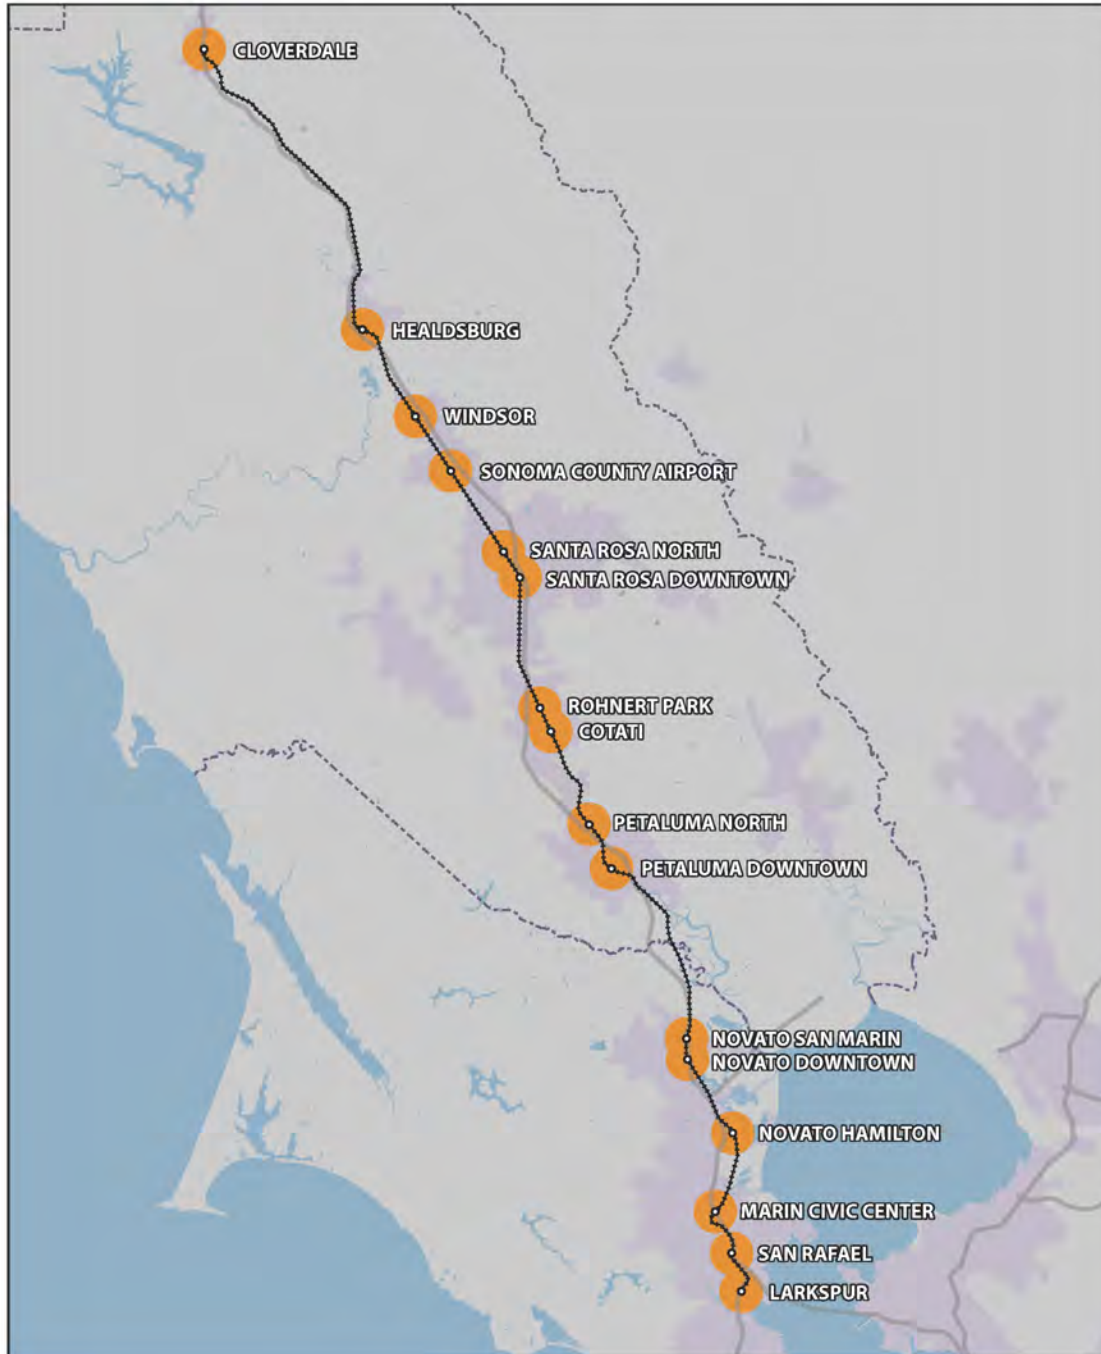 CLOVERDALE
HEALDSBURG
WINDSOR
SONOMA COUNTY AIRPORT
SANTA ROSA NORTH
SANTA ROSA DOWNTOWN
ROHNERT PARK
COTATI
PETALUMA NORTH
PETALUMA DOWNTOWN
NOVATO SAN MARIN
NOVATO DOWNTOWN
NOVATO HAMILTON
MARIN CIVIC CENTER
SAN RAFAEL
LARKSPUR